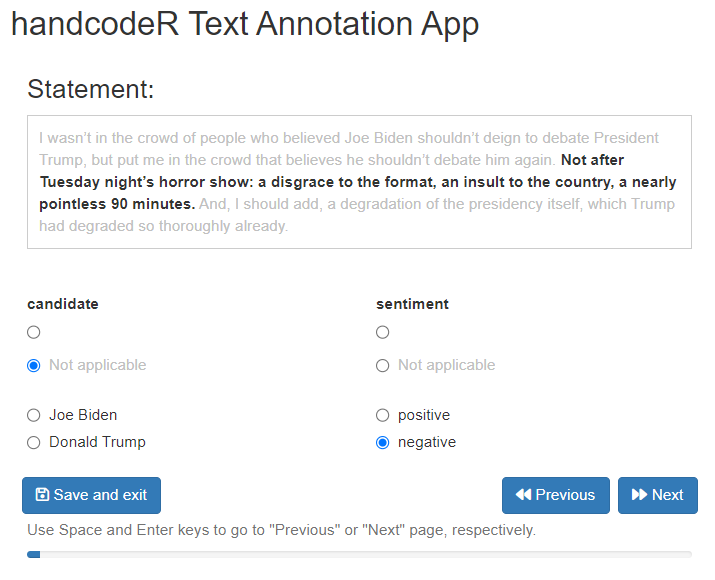 handcodeR Text Annotation App
Statement:
I wasn’t in the crowd of people who believed Joe Biden shouldn’t deign to debate President
Trump, but put me in the crowd that believes he shouldn’t debate him again. Not after
Tuesday night’s horror show: a disgrace to the format, an insult to the country, a nearly
pointless 90 minutes. And, I should add, a degradation of the presidency itself, which Trump
had degraded so thoroughly already.
candidate
Not applicable
Joe Biden
Donald Trump
sentiment
Not applicable
positive
negative
Save and exit
Previous
Next
Use Space and Enter keys to go to "Previous" or "Next" page, respectively.